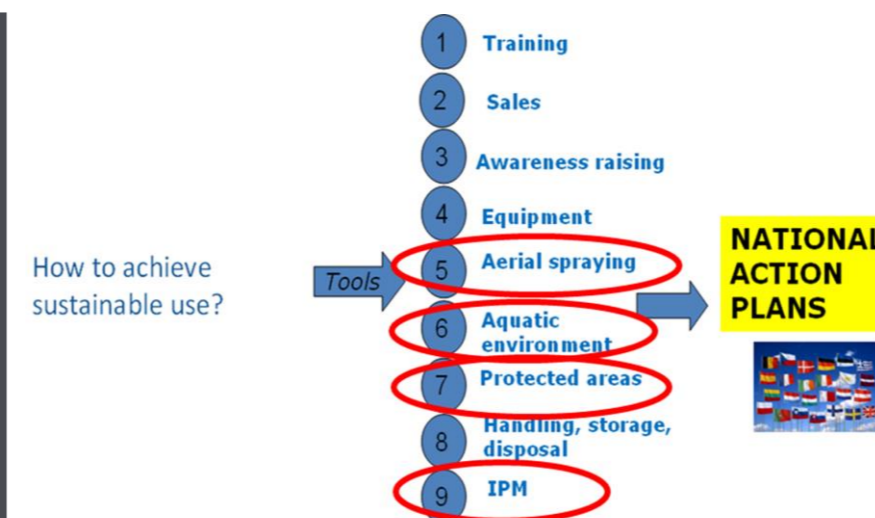 1 Training
2 Sales
3 Awareness raising
4 Equipment
5 Aerial spraying
6 Aquatic
environment
7 Protected areas
8 Handling, storage,
disposal
9 IPM
How to achieve
sustainable use?
Tools
NATIONAL
ACTION
PLANS